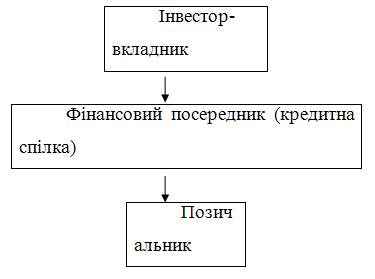 Інвестор-
вкладник
Фінансовий посередник (кредитна
спілка)
Позич
альник